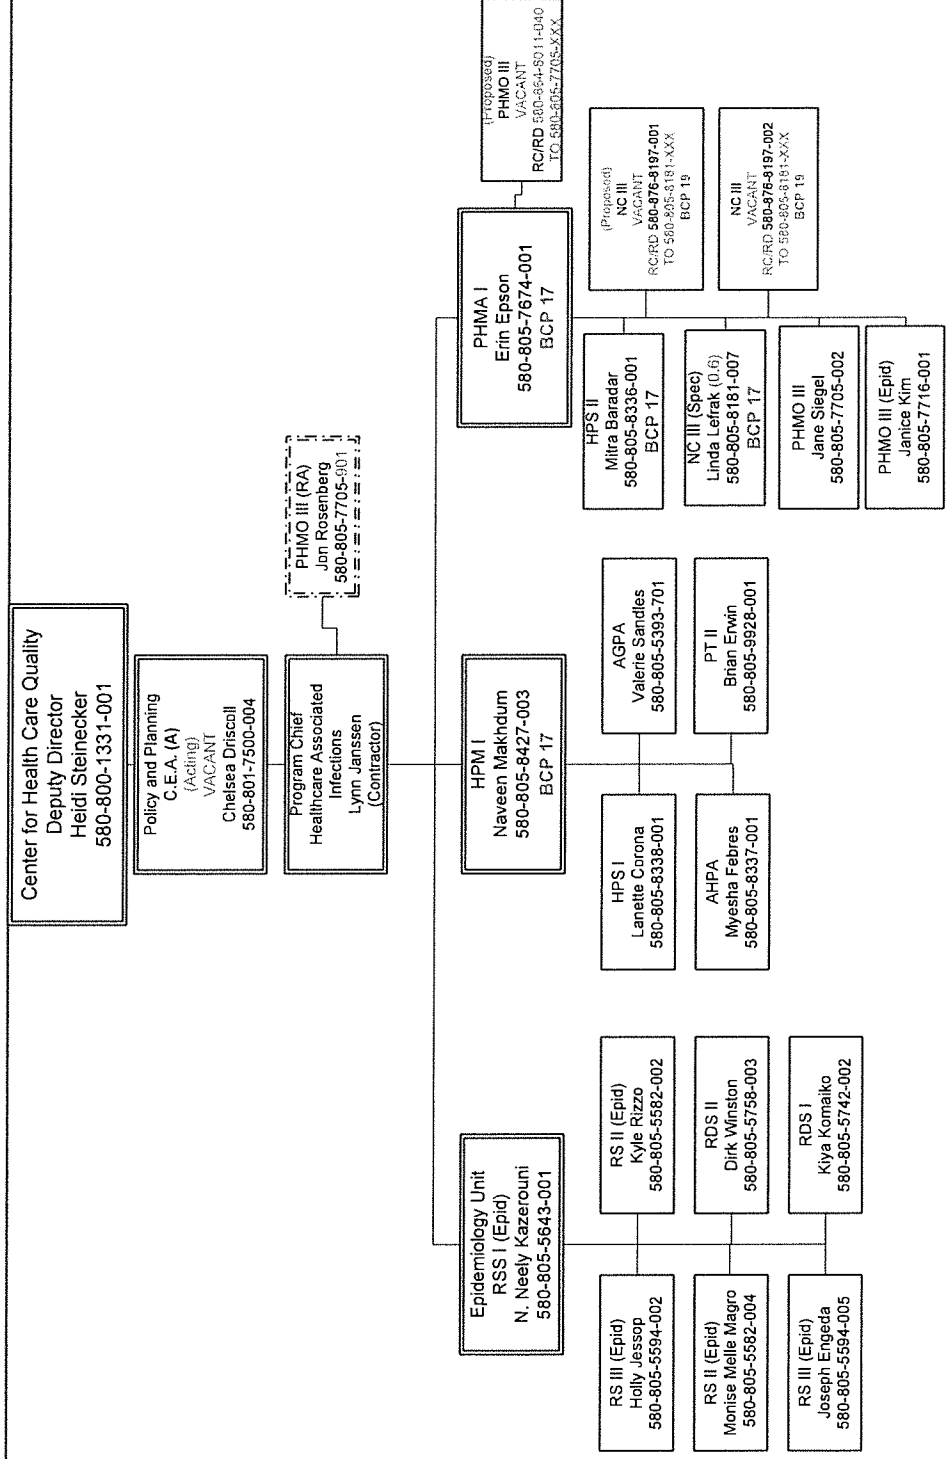 Center for Health Care Quality
Deputy Director
Heidi Steinecker
580-800-1331-001
Policy and Planning
C.E.A. (A)
(Acting)
VACANT
Chelsea Driscoll
580-801-7500-004
Program Chief
Healthcare Associated
Infections
Lynn Janssen
(Contractor)
PHMO III (RA)
Jon Rosenberg
580-805-7705-901
Epidemiology Unit
RSS I (Epid)
N. Neely Kazerouni
580-805-5643-001
RS III (Epid)
Holly Jessop
580-805-5594-002
RS II (Epid)
Kyle Rizzo
580-805-5582-002
RS II (Epid)
Monise Melle Magro
580-805-5582-004
RDS II
Dirk Winston
580-805-5758-003
RS III (Epid)
Joseph Engeda
580-805-5594-005
RDS I
Kiya Komaiko
580-805-5742-002
HPM I
Naveen Makhdum
580-805-8427-003
BCP 17
HPS I
Lanette Corona
580-805-8338-001
AGPA
Valerie Sandles
580-805-5393-701
AHPA
Myesha Febres
580-805-8337-001
PT II
Brian Erwin
580-805-9928-001
PHMA I
Erin Epson
580-805-7674-001
BCP 17
(Proposed)
PHMO III
VACANT
RC/RD 580-864-8011-040
TO 580-805-7705-XXX
HPS II
Mitra Baradar
580-805-8336-001
BCP 17
(Proposed)
NC III
VACANT
RC/RD 580-876-8197-001
TO 580-805-8181-XXX
BCP 19
NC III (Spec)
Linda Lefrak (0.6)
580-805-8181-007
BCP 17
NC III
VACANT
RC/RD 580-876-8197-002
TO 580-805-8181-XXX
BCP 19
PHMO III
Jane Siegel
580-805-7705-002
PHMO III (Epid)
Janice Kim
580-805-7716-001